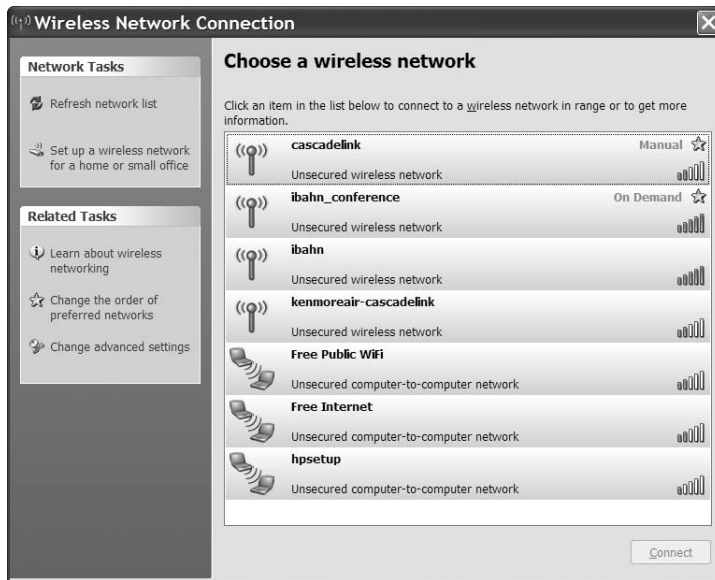 Wireless Network Connection
Network Tasks
Refresh network list
Set up a wireless network
for a home or small office
Related Tasks
Learn about wireless
networking
Change the order of
preferred networks
Change advanced settings
Choose a wireless network
Click an item in the list below to connect to a wireless network in range or to get more
information.
cascadelink Manual
Unsecured wireless network
ibahn_conference On Demand
Unsecured wireless network
ibahn
Unsecured wireless network
kenmoreair-cascadelink
Unsecured wireless network
Free Public WiFi
Unsecured computer-to-computer network
Free Internet
Unsecured computer-to-computer network
hpsetup
Unsecured computer-to-computer network
Connect